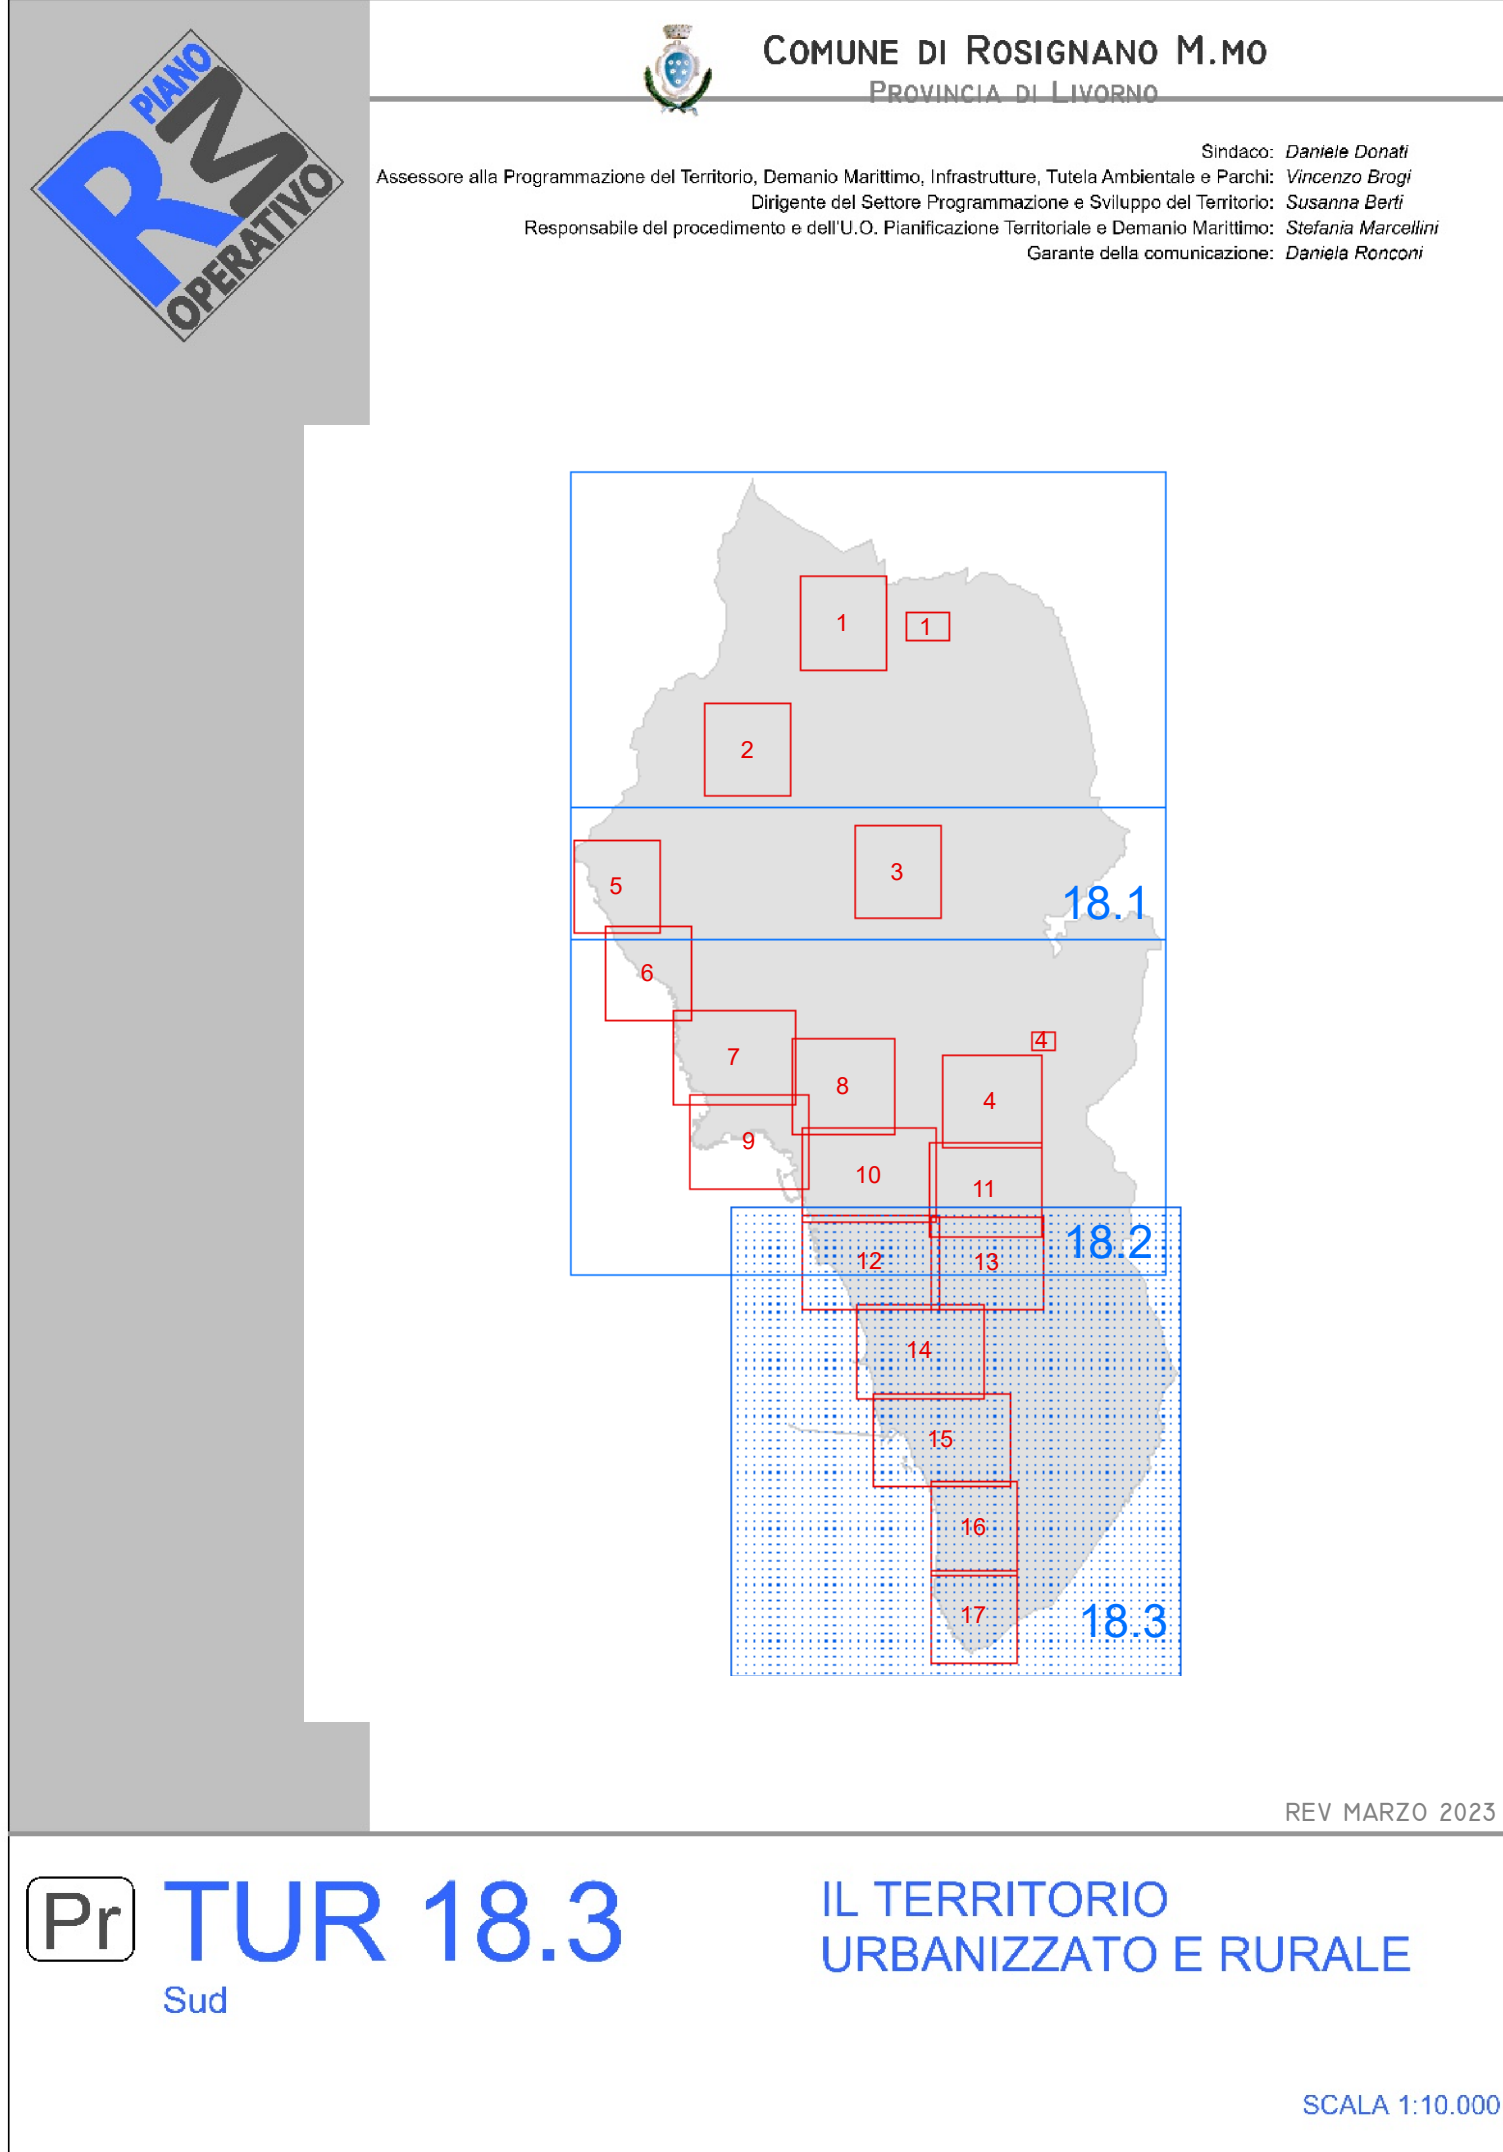 PIANO
RM
OPERATIVO
COMUNE DI ROSIGNANO M.MO
PROVINCIA DI LIVORNO
Sindaco: Daniele Donati
Assessore alla Programmazione del Territorio, Demanio Marittimo, Infrastrutture, Tutela Ambientale e Parchi: Vincenzo Brogi
Dirigente del Settore Programmazione e Sviluppo del Territorio: Susanna Berti
Responsabile del procedimento e dell'U.O. Pianificazione Territoriale e Demanio Marittimo: Stefania Marcellini
Garante della comunicazione: Daniela Ronconi
1
1
2
3
5
18.1
6
4
7
8
4
9
10
11
18.2
12
13
14
15
16
17
18.3
REV MARZO 2023
Pr TUR 18.3
Sud
IL TERRITORIO
URBANIZZATO E RURALE
SCALA 1:10.000